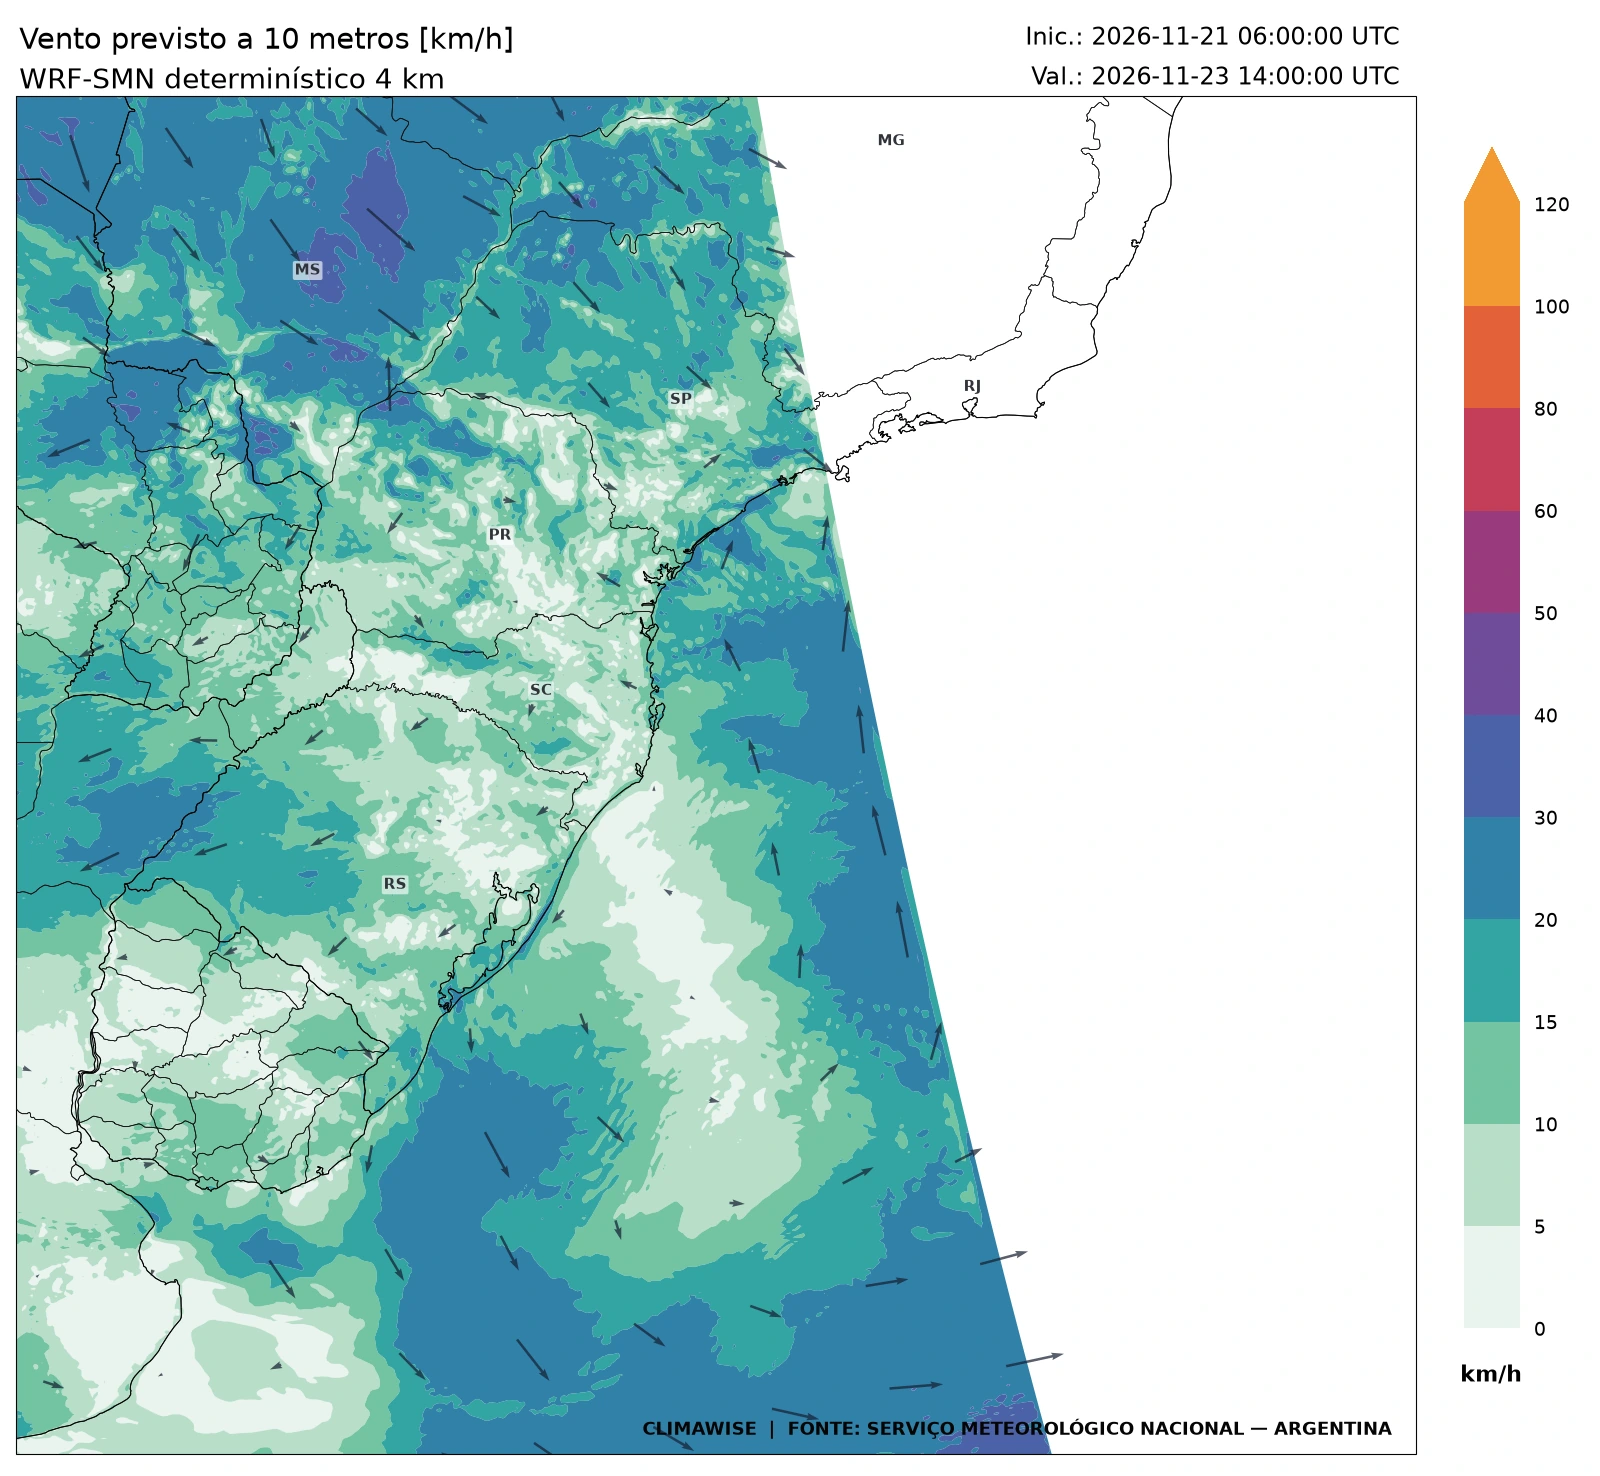 Vento previsto a 10 metros [km/h]
WRF-SMN determinístico 4 km
Inic.: 2026-11-21 06:00:00 UTC
Val.: 2026-11-23 14:00:00 UTC
MG
MS
RJ
SP
PR
SC
RS
120
100
80
60
50
40
30
20
15
10
5
0
km/h
CLIMAWISE | FONTE: SERVIÇO METEOROLÓGICO NACIONAL — ARGENTINA